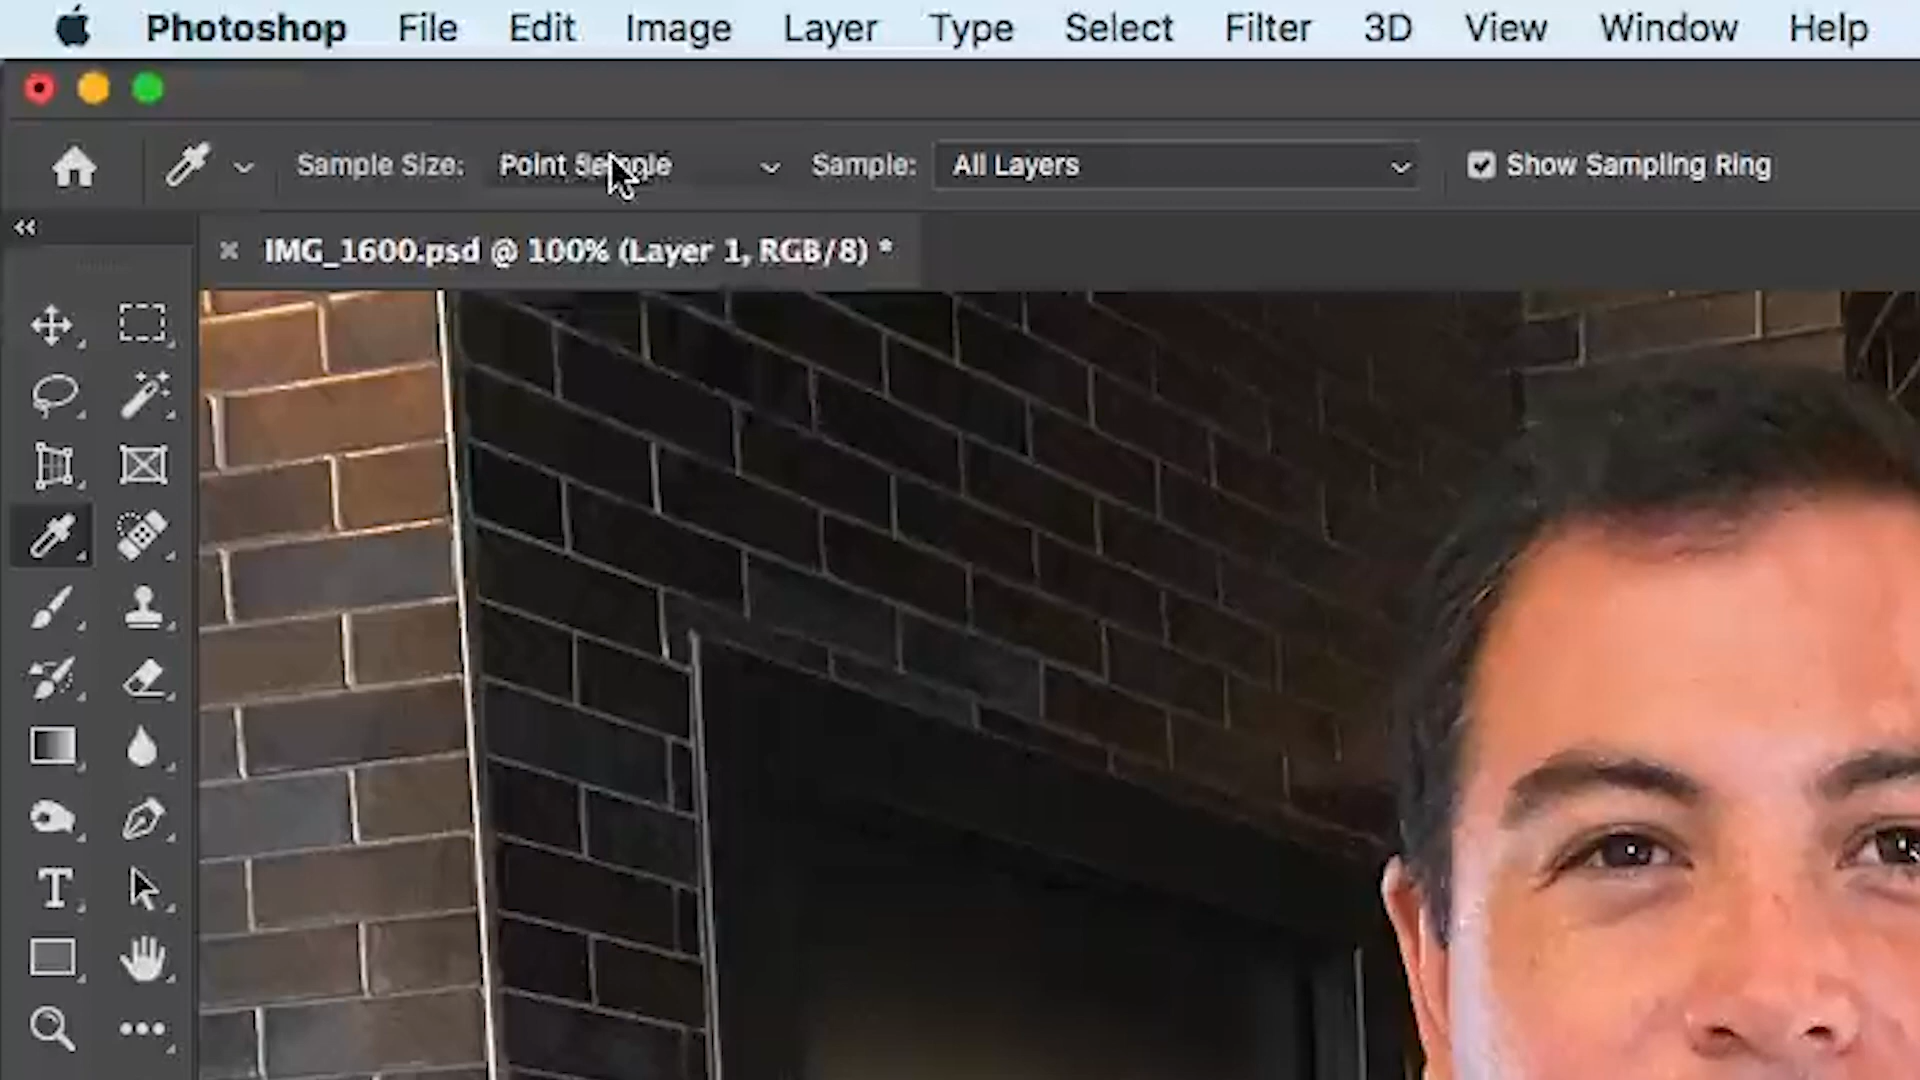 Photoshop File Edit Image Layer Type Select Filter 3D View Window Help
Sample Size: Point Sample Sample: All Layers Show Sampling Ring
IMG_1600.psd @ 100% (Layer 1, RGB/8) *